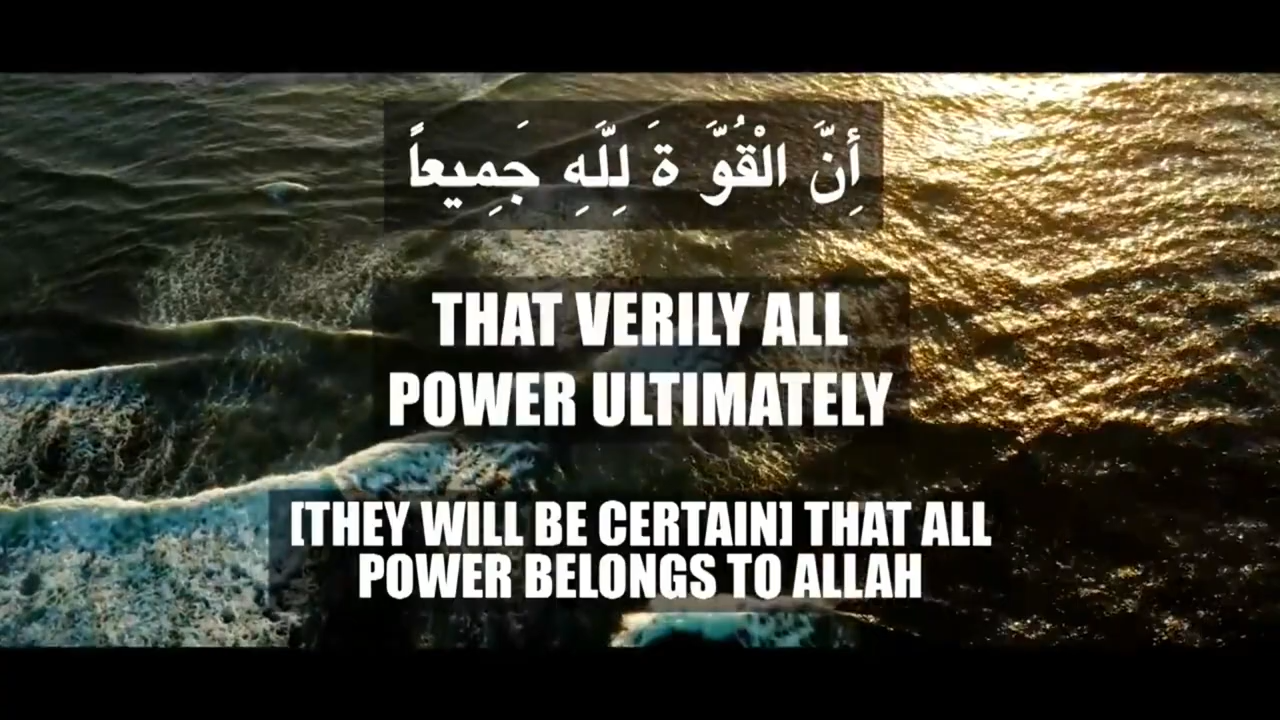 أَنَّ الْقُوَّ ةَ لِلَّهِ جَمِيعاً
THAT VERILY ALL
POWER ULTIMATELY
[THEY WILL BE CERTAIN] THAT ALL
POWER BELONGS TO ALLAH